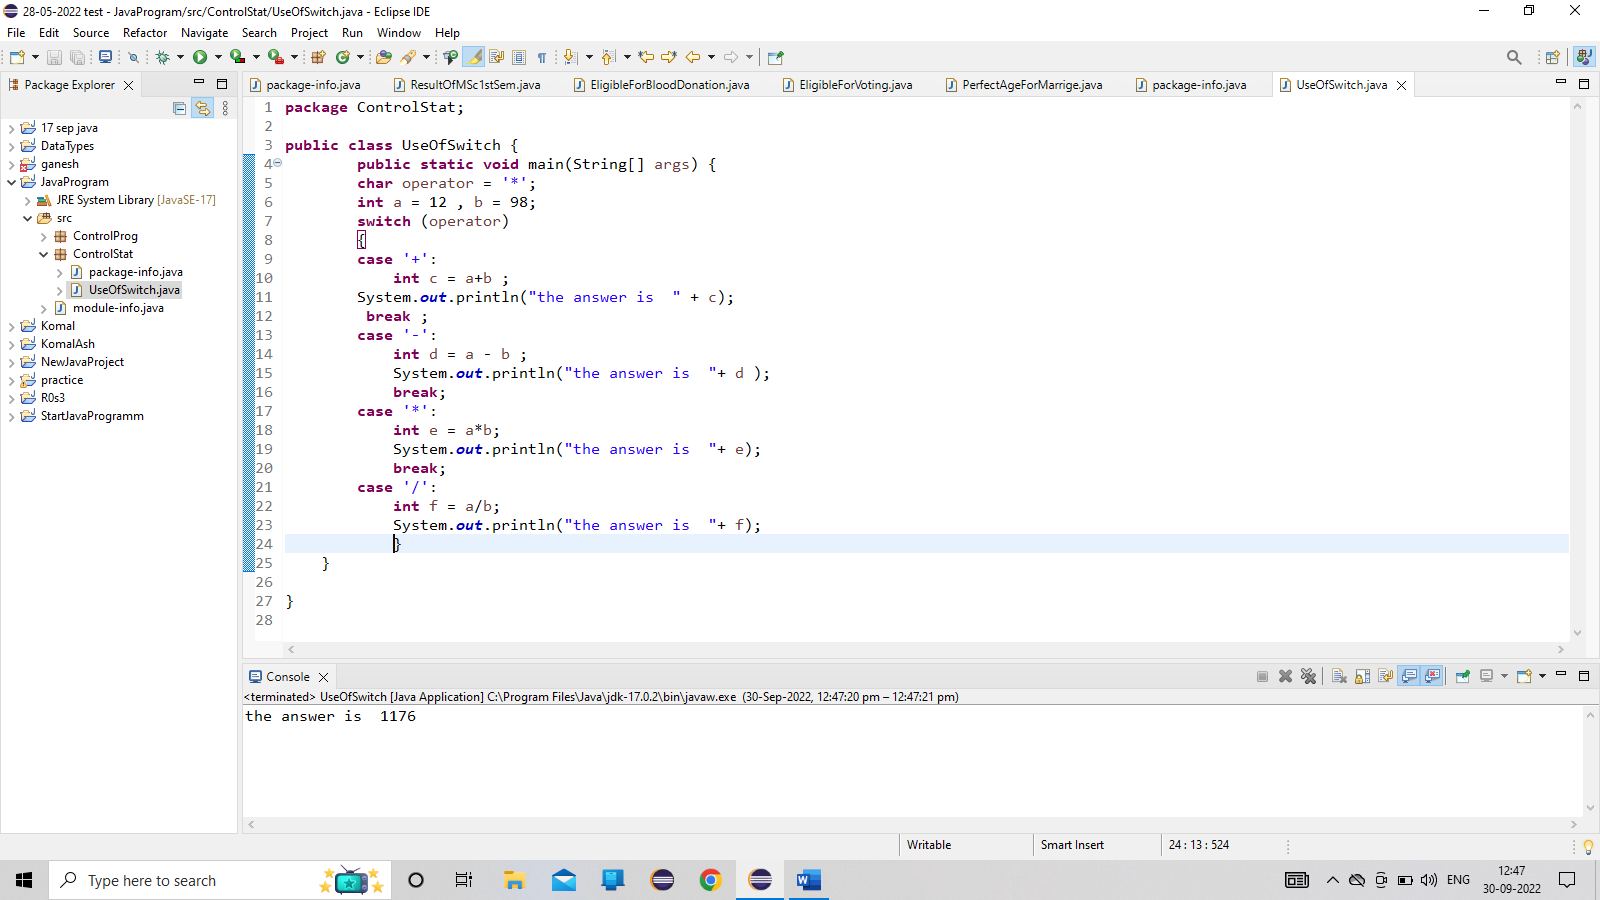 28-05-2022 test - JavaProgram/src/ControlStat/UseOfSwitch.java - Eclipse IDE
File Edit Source Refactor Navigate Search Project Run Window Help
Package Explorer
package-info.java ResultOfMSc1stSem.java EligibleForBloodDonation.java EligibleForVoting.java PerfectAgeForMarrige.java package-info.java UseOfSwitch.java
17 sep java
DataTypes
ganesh
JavaProgram
JRE System Library [JavaSE-17]
src
ControlProg
ControlStat
package-info.java
UseOfSwitch.java
module-info.java
Komal
KomalAsh
NewJavaProject
practice
R0s3
StartJavaProgramm
1 package ControlStat;
2
3 public class UseOfSwitch {
4 public static void main(String[] args) {
5 char operator = '*';
6 int a = 12 , b = 98;
7 switch (operator)
8 {
9 case '+':
10 int c = a+b ;
11 System.out.println("the answer is  " + c);
12 break ;
13 case '-':
14 int d = a - b ;
15 System.out.println("the answer is  "+ d );
16 break;
17 case '*':
18 int e = a*b;
19 System.out.println("the answer is  "+ e);
20 break;
21 case '/':
22 int f = a/b;
23 System.out.println("the answer is  "+ f);
24 }
25 }
26
27 }
28
Console
<terminated> UseOfSwitch [Java Application] C:\Program Files\Java\jdk-17.0.2\bin\javaw.exe (30-Sep-2022, 12:47:20 pm – 12:47:21 pm)
the answer is  1176
Writable Smart Insert 24 : 13 : 524
Type here to search
ENG
12:47
30-09-2022